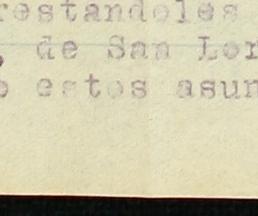 restandoles
, de San Lor
o estos asun